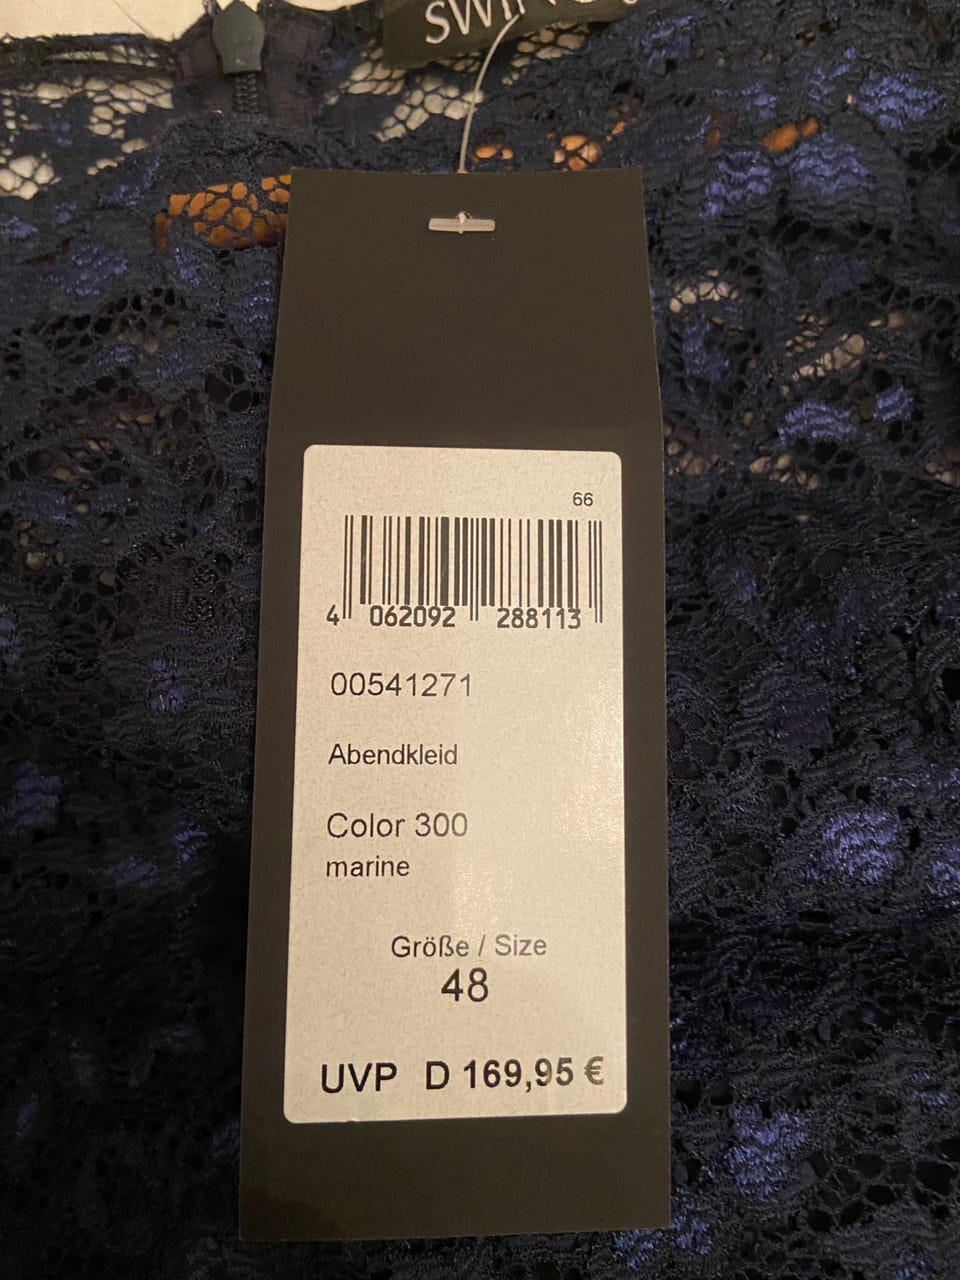 66
4 062092 288113
00541271
Abendkleid
Color 300
marine
Größe / Size
48
UVP D 169,95 €